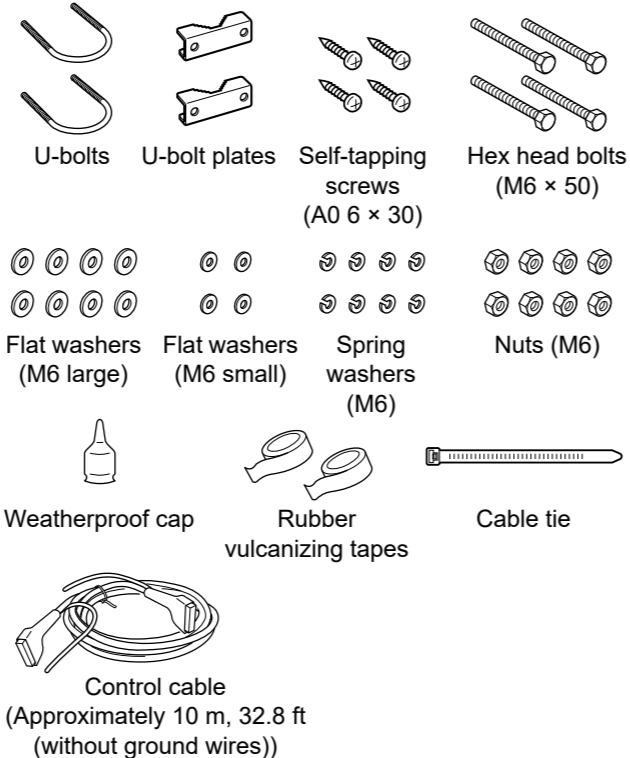 U-bolts
U-bolt plates
Self-tapping
screws
(A0 6 × 30)
Hex head bolts
(M6 × 50)
Flat washers
(M6 large)
Flat washers
(M6 small)
Spring
washers
(M6)
Nuts (M6)
Weatherproof cap
Rubber
vulcanizing tapes
Cable tie
Control cable
(Approximately 10 m, 32.8 ft
(without ground wires))